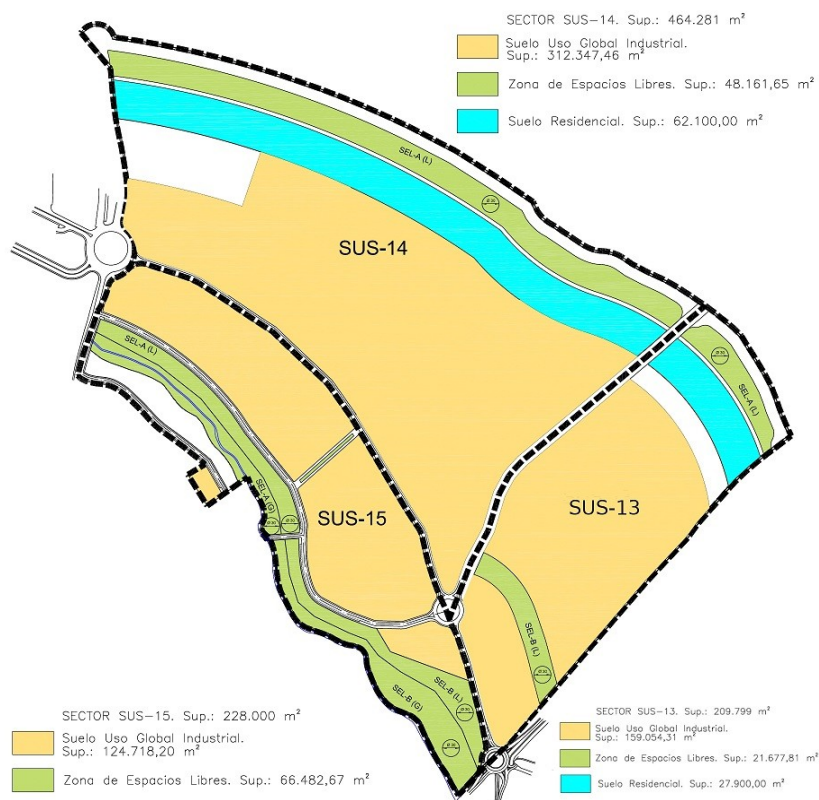 SECTOR SUS-14. Sup.: 464.281 m²
Suelo Uso Global Industrial.
Sup.: 312.347,46 m²
Zona de Espacios Libres. Sup.: 48.161,65 m²
Suelo Residencial. Sup.: 62.100,00 m²
SEL-A (L)
SUS-14
SEL-A (L)
SEL-A (L)
SEL-A (G)
SUS-15
SUS-13
SEL-B (L)
SEL-B (L)
SEL-B (G)
SECTOR SUS-15. Sup.: 228.000 m²
Suelo Uso Global Industrial.
Sup.: 124.718,20 m²
Zona de Espacios Libres. Sup.: 66.482,67 m²
SECTOR SUS-13. Sup.: 209.799 m²
Suelo Uso Global Industrial.
Sup.: 159.054,31 m²
Zona de Espacios Libres. Sup.: 21.677,81 m²
Suelo Residencial. Sup.: 27.900,00 m²